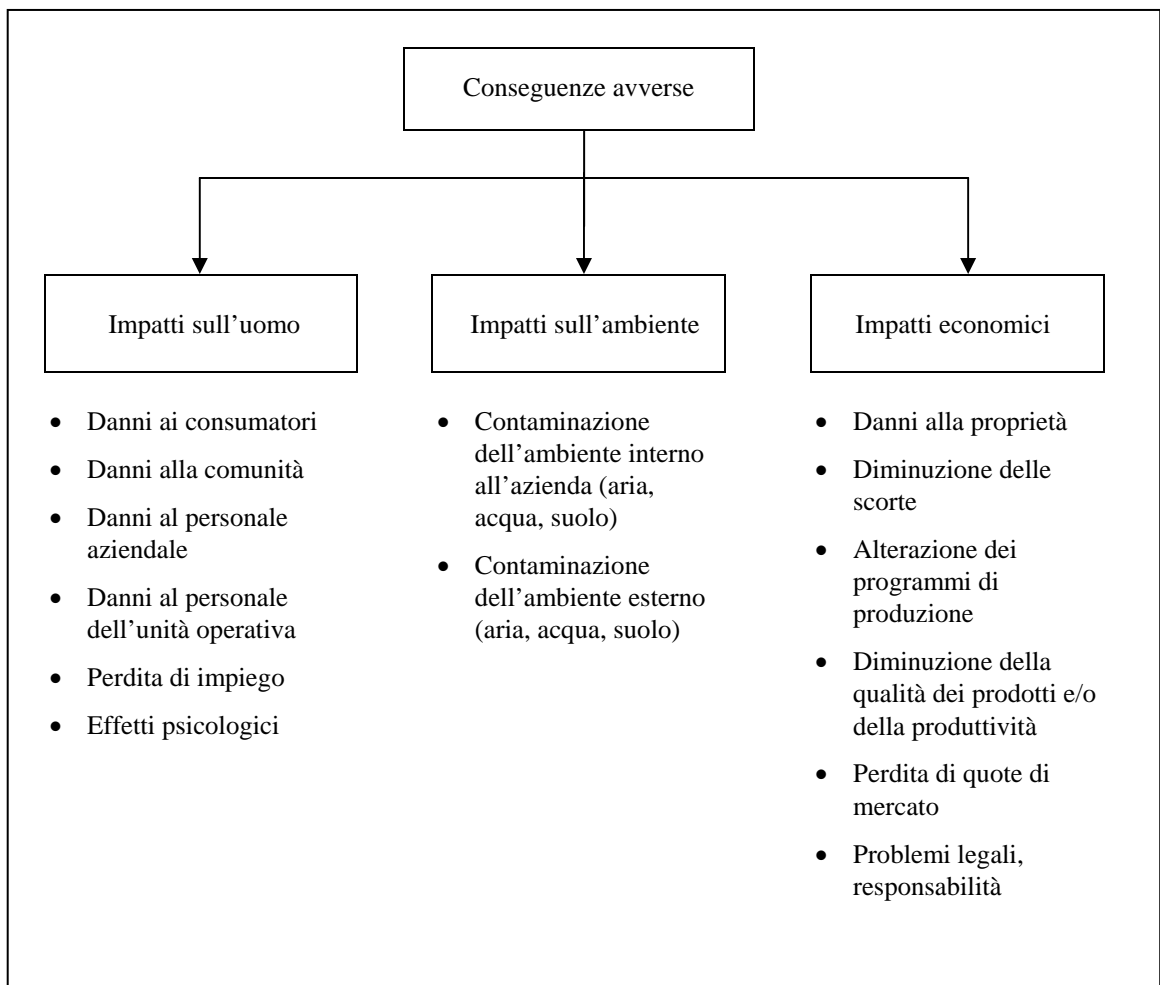 Conseguenze avverse
Impatti sull’uomo
• Danni ai consumatori
• Danni alla comunità
• Danni al personale
aziendale
• Danni al personale
dell’unità operativa
• Perdita di impiego
• Effetti psicologici
Impatti sull’ambiente
• Contaminazione
dell’ambiente interno
all’azienda (aria,
acqua, suolo)
• Contaminazione
dell’ambiente esterno
(aria, acqua, suolo)
Impatti economici
• Danni alla proprietà
• Diminuzione delle
scorte
• Alterazione dei
programmi di
produzione
• Diminuzione della
qualità dei prodotti e/o
della produttività
• Perdita di quote di
mercato
• Problemi legali,
responsabilità